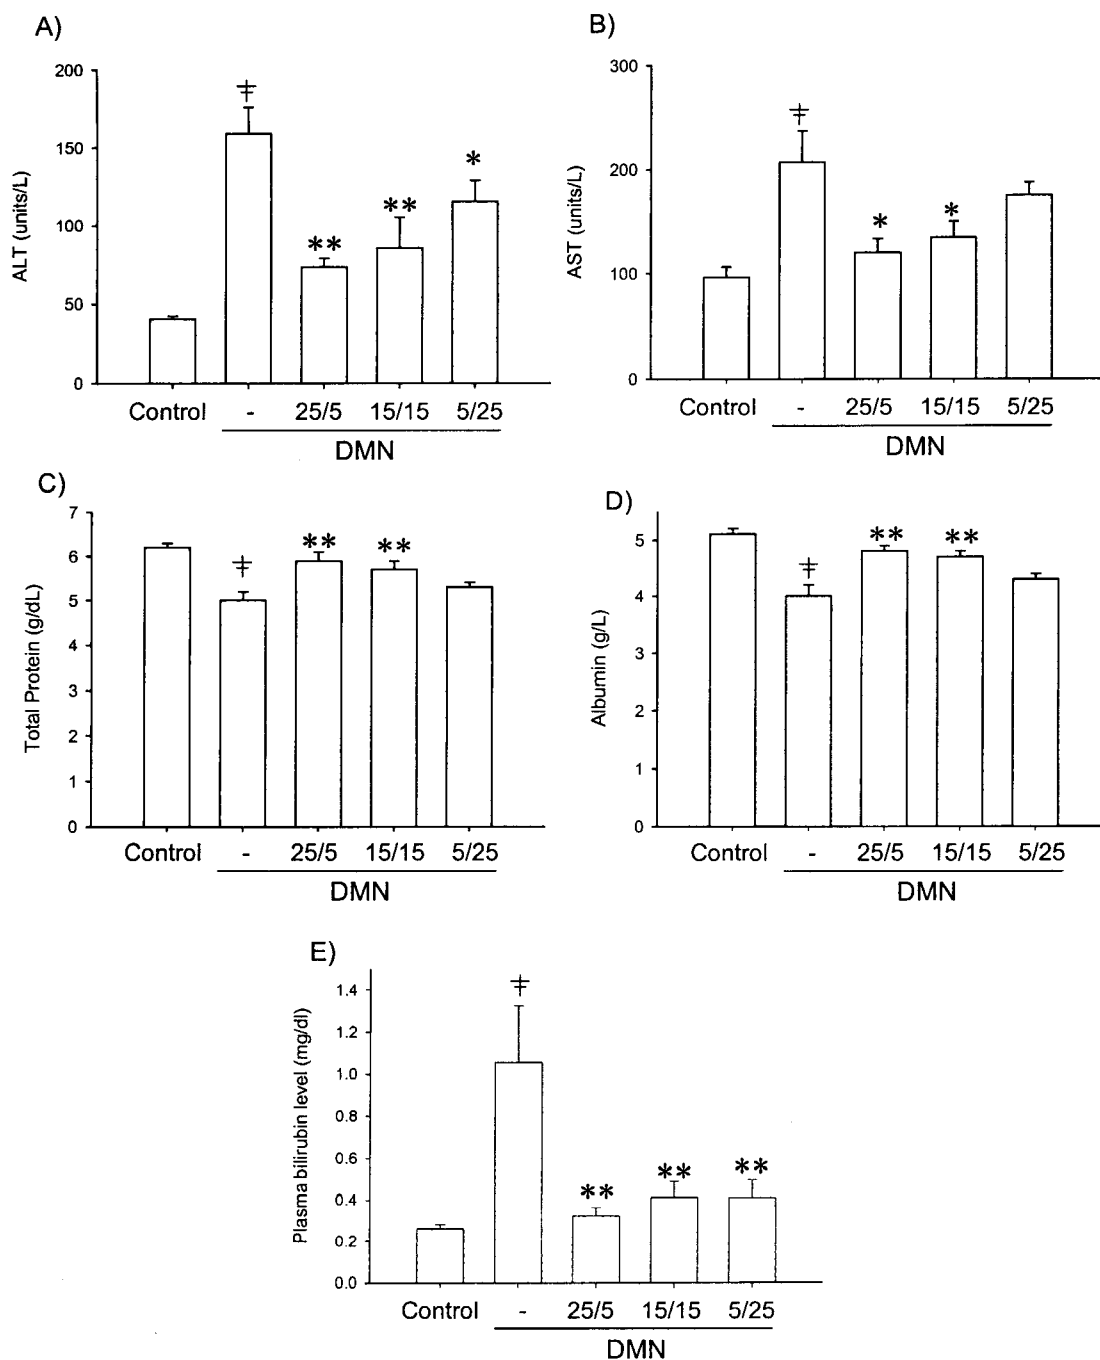 A)
ALT (units/L)
200
150
100
50
0
‡
**
**
*
Control - 25/5 15/15 5/25
DMN
B)
AST (units/L)
300
200
100
0
‡
*
*
Control - 25/5 15/15 5/25
DMN
C)
Total Protein (g/dL)
7
6
5
4
3
2
1
0
‡
**
**
Control - 25/5 15/15 5/25
DMN
D)
Albumin (g/L)
5
4
3
2
1
0
‡
**
**
Control - 25/5 15/15 5/25
DMN
E)
Plasma bilirubin level (mg/dl)
1.4
1.2
1.0
0.8
0.6
0.4
0.2
0.0
‡
**
**
**
Control - 25/5 15/15 5/25
DMN